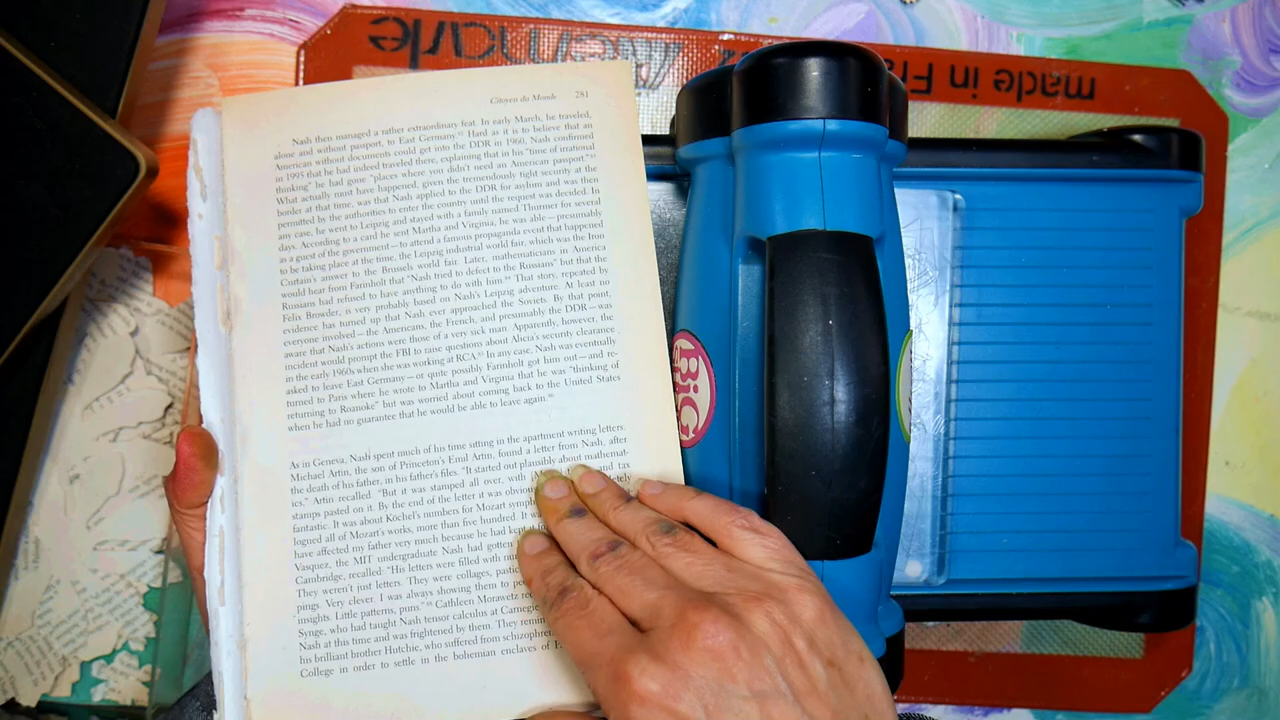 made in Fra
Citoyen du Monde 281
Nash then managed a rather extraordinary feat. In early March, he traveled,
alone and without passport, to East Germany. Hard as it is to believe that an
American without documents could get into the DDR in 1960, Nash confirmed
in 1995 that he had indeed traveled there, explaining that in his "time of irrational
thinking" he had gone "places where you didn't need an American passport."
What actually must have happened, given the tremendously tight security at the
border at that time, was that Nash applied to the DDR for asylum and was then
permitted by the authorities to enter the country until the request was decided. In
any case, he went to Leipzig and stayed with a family named Thurmer for several
days. According to a card he sent Martha and Virginia, he was able—presumably
as a guest of the government—to attend a famous propaganda event that happened
to be taking place at the time, the Leipzig industrial world fair, which was the Iron
Curtain's answer to the Brussels world fair. Later, mathematicians in America
would hear from Farinholt that "Nash tried to defect to the Russians" but that the
Russians had refused to have anything to do with him. That story, repeated by
Felix Browder, is very probably based on Nash's Leipzig adventure. At least no
evidence has turned up that Nash ever approached the Soviets. By that point,
everyone involved—the Americans, the French, and presumably the DDR—was
aware that Nash's actions were those of a very sick man. Apparently, however, the
incident would prompt the FBI to raise questions about Alicia's security clearance
in the early 1960s when she was working at RCA. In any case, Nash was eventually
asked to leave East Germany—or quite possibly Farinholt got him out—and re-
turned to Paris where he wrote to Martha and Virginia that he was "thinking of
returning to Roanoke" but was worried about coming back to the United States
when he had no guarantee that he would be able to leave again.
As in Geneva, Nash spent much of his time sitting in the apartment writing letters.
Michael Artin, the son of Princeton's Emil Artin, found a letter from Nash, after
the death of his father, in his father's files. "It started out plausibly about mathemat-
ics," Artin recalled. "But it was stamped all over, with and tax
stamps pasted on it. By the end of the letter it was obvious
fantastic. It was about Köchel's numbers for Mozart symph
logued all of Mozart's works, more than five hundred. It w
have affected my father very much because he had kept it
Vasquez, the MIT undergraduate Nash had gotten
Cambridge, recalled: "His letters were filled with
They weren't just letters. They were collages,
pings. Very clever. I was always showing them to pe
insights. Little patterns, puns." Cathleen Morawetz
Synge, who had taught Nash tensor calculus at Carnegie
Nash at this time and was frightened by them. They remin
his brilliant brother Hutchie, who suffered from schizophre
College in order to settle in the bohemian enclaves of
BiG